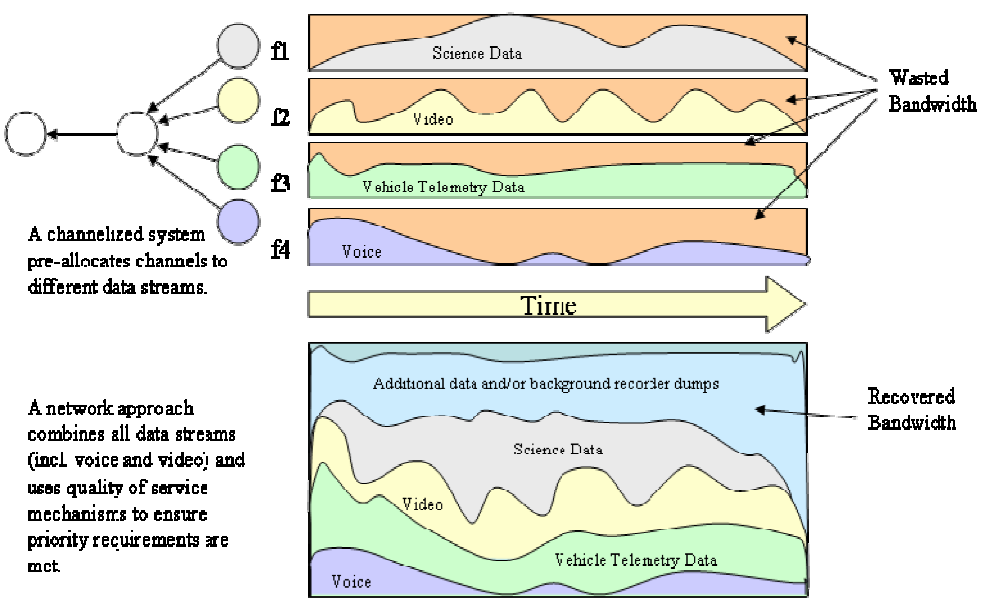 f1
Science Data
f2
Video
f3
Vehicle Telemetry Data
f4
Voice
Wasted
Bandwidth
A channelized system
pre-allocates channels to
different data streams.
Time
Additional data and/or background recorder dumps
Science Data
Video
Vehicle Telemetry Data
Voice
Recovered
Bandwidth
A network approach
combines all data streams
(incl. voice and video) and
uses quality of service
mechanisms to ensure
priority requirements are
met.